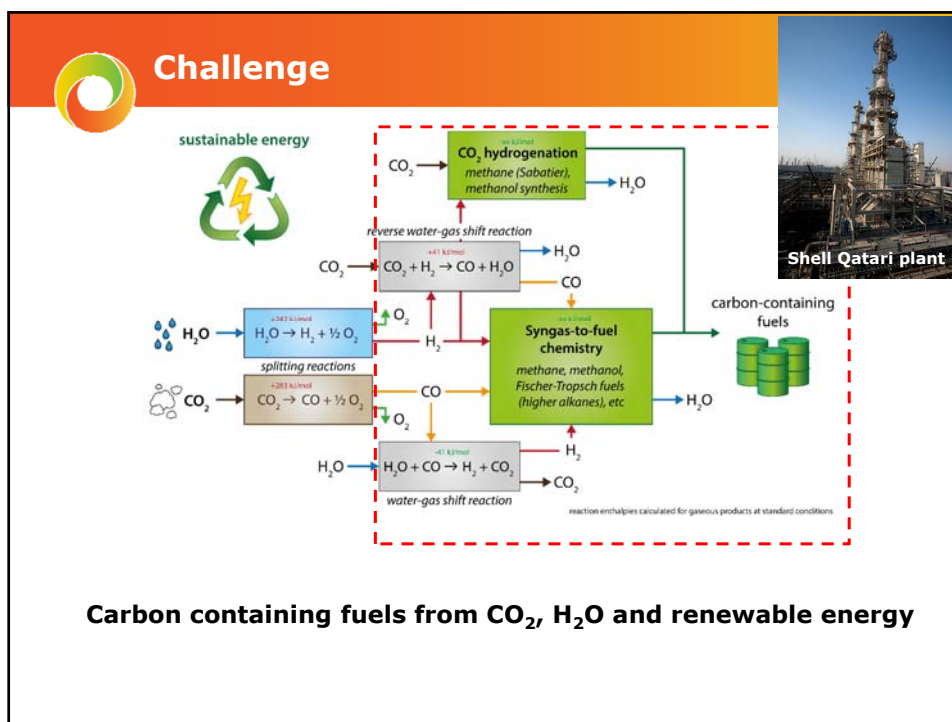 Challenge
Shell Qatari plant
sustainable energy
CO₂
CO₂ hydrogenation
methane (Sabatier),
methanol synthesis
H₂O
reverse water-gas shift reaction
+41 kJ/mol
CO₂
CO₂ + H₂ → CO + H₂O
H₂O
CO
carbon-containing
fuels
H₂O
H₂O → H₂ + ½ O₂
O₂
H₂
splitting reactions
Syngas-to-fuel
chemistry
methane, methanol,
Fischer-Tropsch fuels
(higher alkanes), etc
H₂O
CO₂
+283 kJ/mol
CO₂ → CO + ½ O₂
CO
O₂
H₂
H₂O
-41 kJ/mol
H₂O + CO → H₂ + CO₂
CO₂
water-gas shift reaction
reaction enthalpies calculated for gaseous products at standard conditions
Carbon containing fuels from CO₂, H₂O and renewable energy